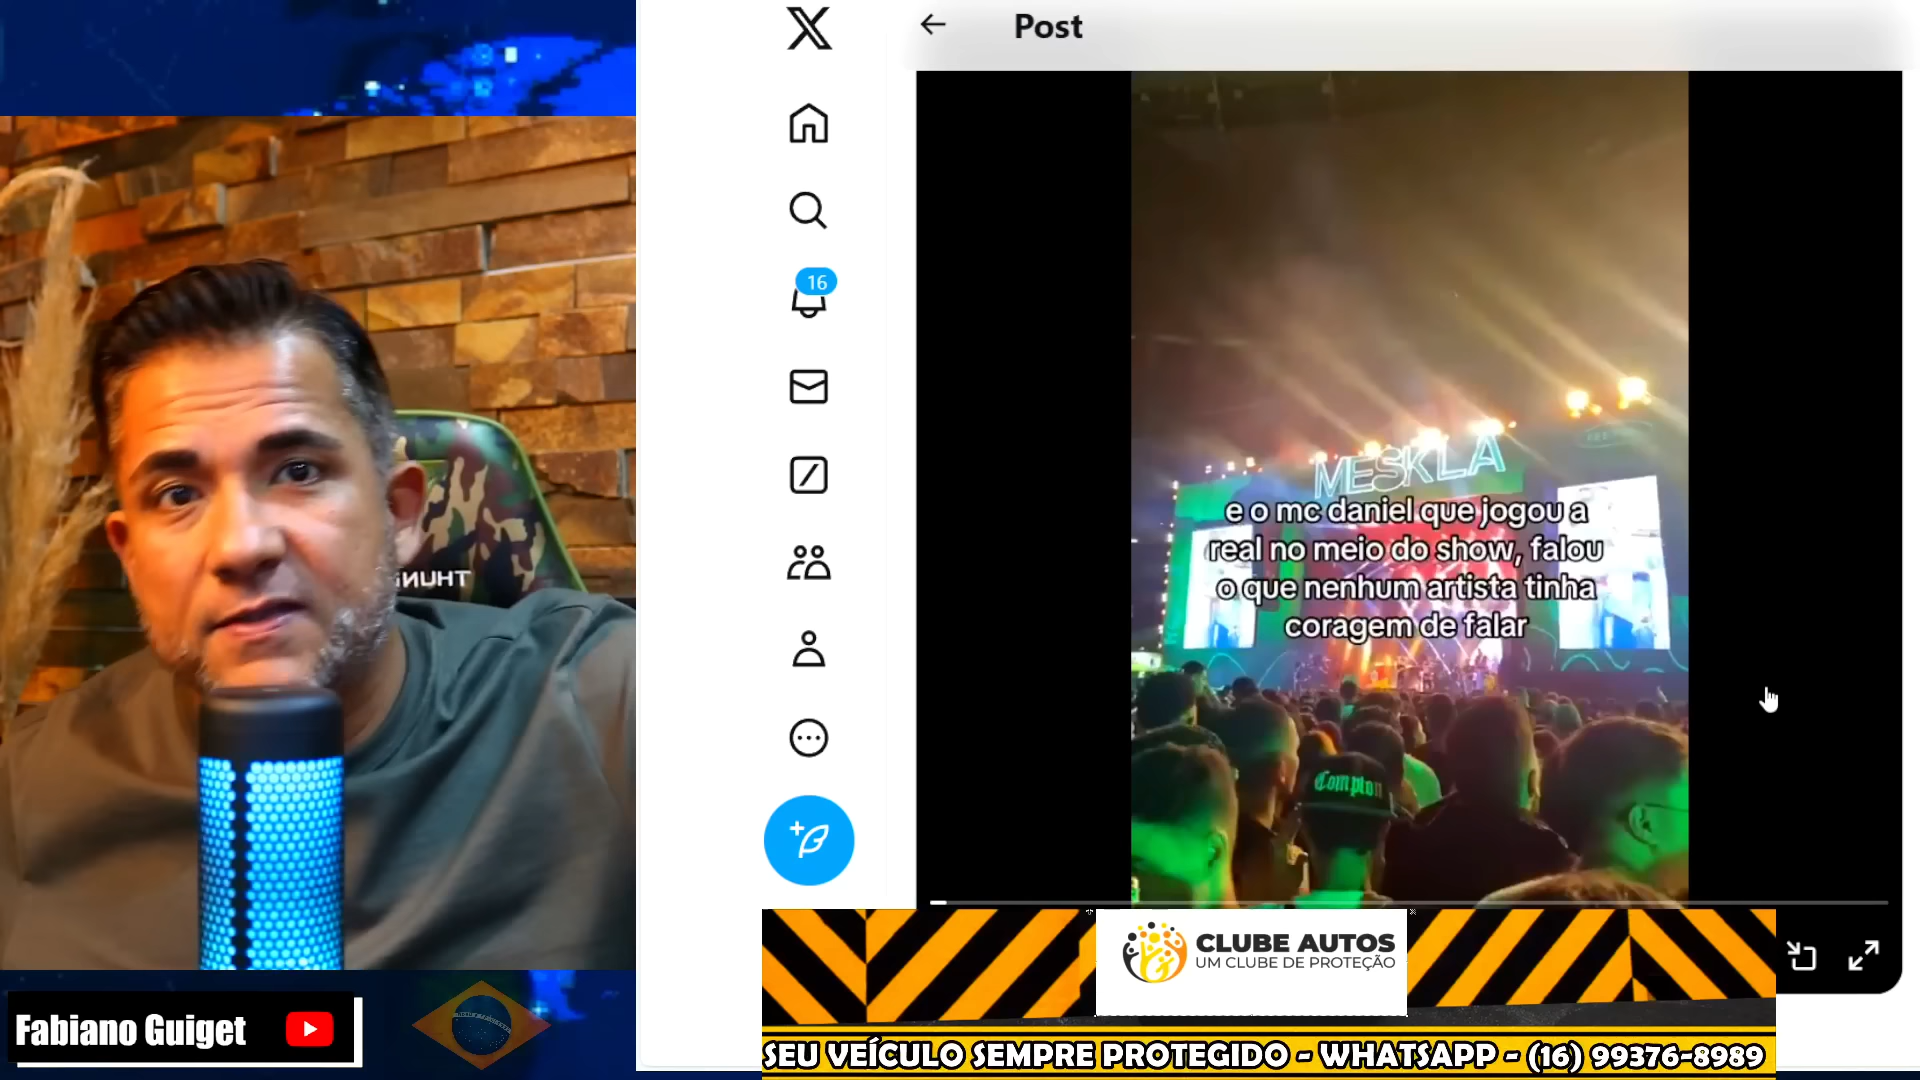 Post
16
THUN
MESKLA
e o mc daniel que jogou a
real no meio do show, falou
o que nenhum artista tinha
coragem de falar
Compton
CLUBE AUTOS
UM CLUBE DE PROTEÇÃO
Fabiano Guiget
SEU VEÍCULO SEMPRE PROTEGIDO - WHATSAPP - (16) 99376-8989